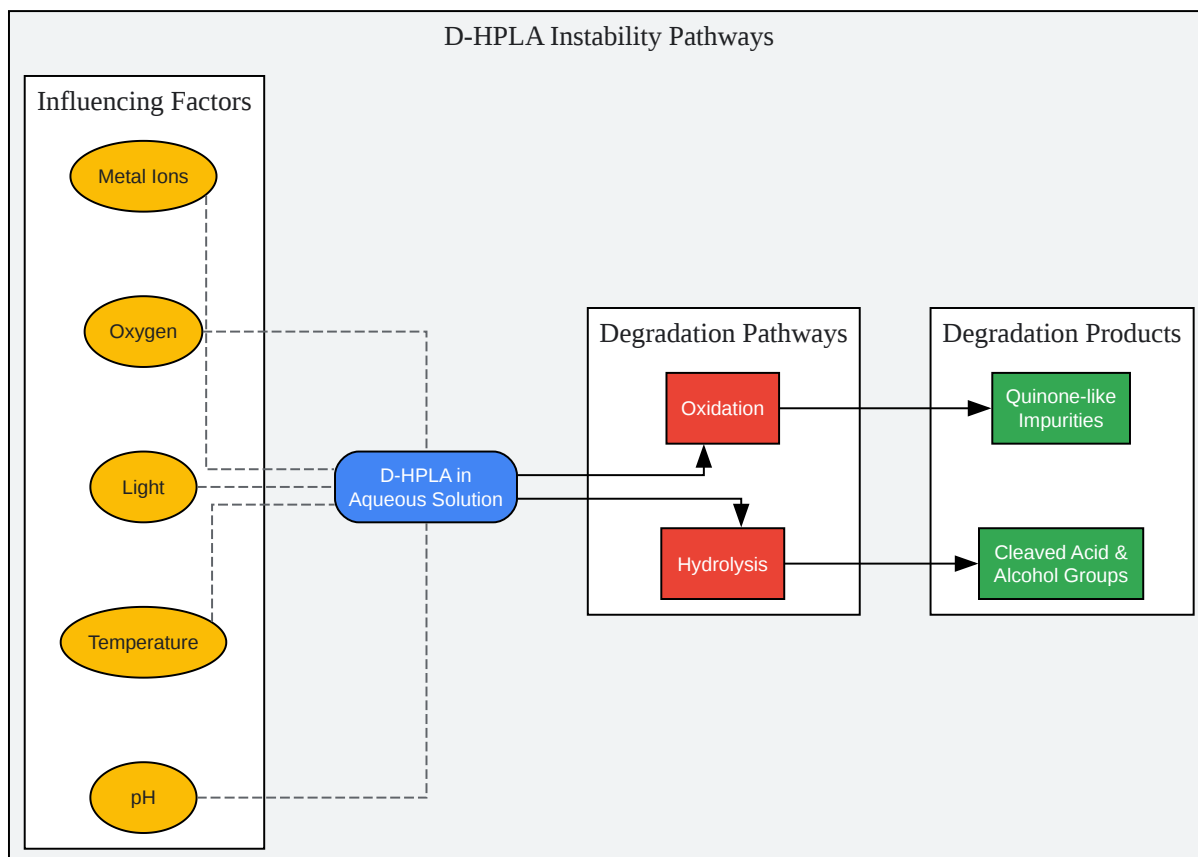 D-HPLA Instability Pathways
Influencing Factors
Metal Ions
Oxygen
Light
Temperature
pH
D-HPLA in
Aqueous Solution
Degradation Pathways
Oxidation
Hydrolysis
Degradation Products
Quinone-like
Impurities
Cleaved Acid &
Alcohol Groups